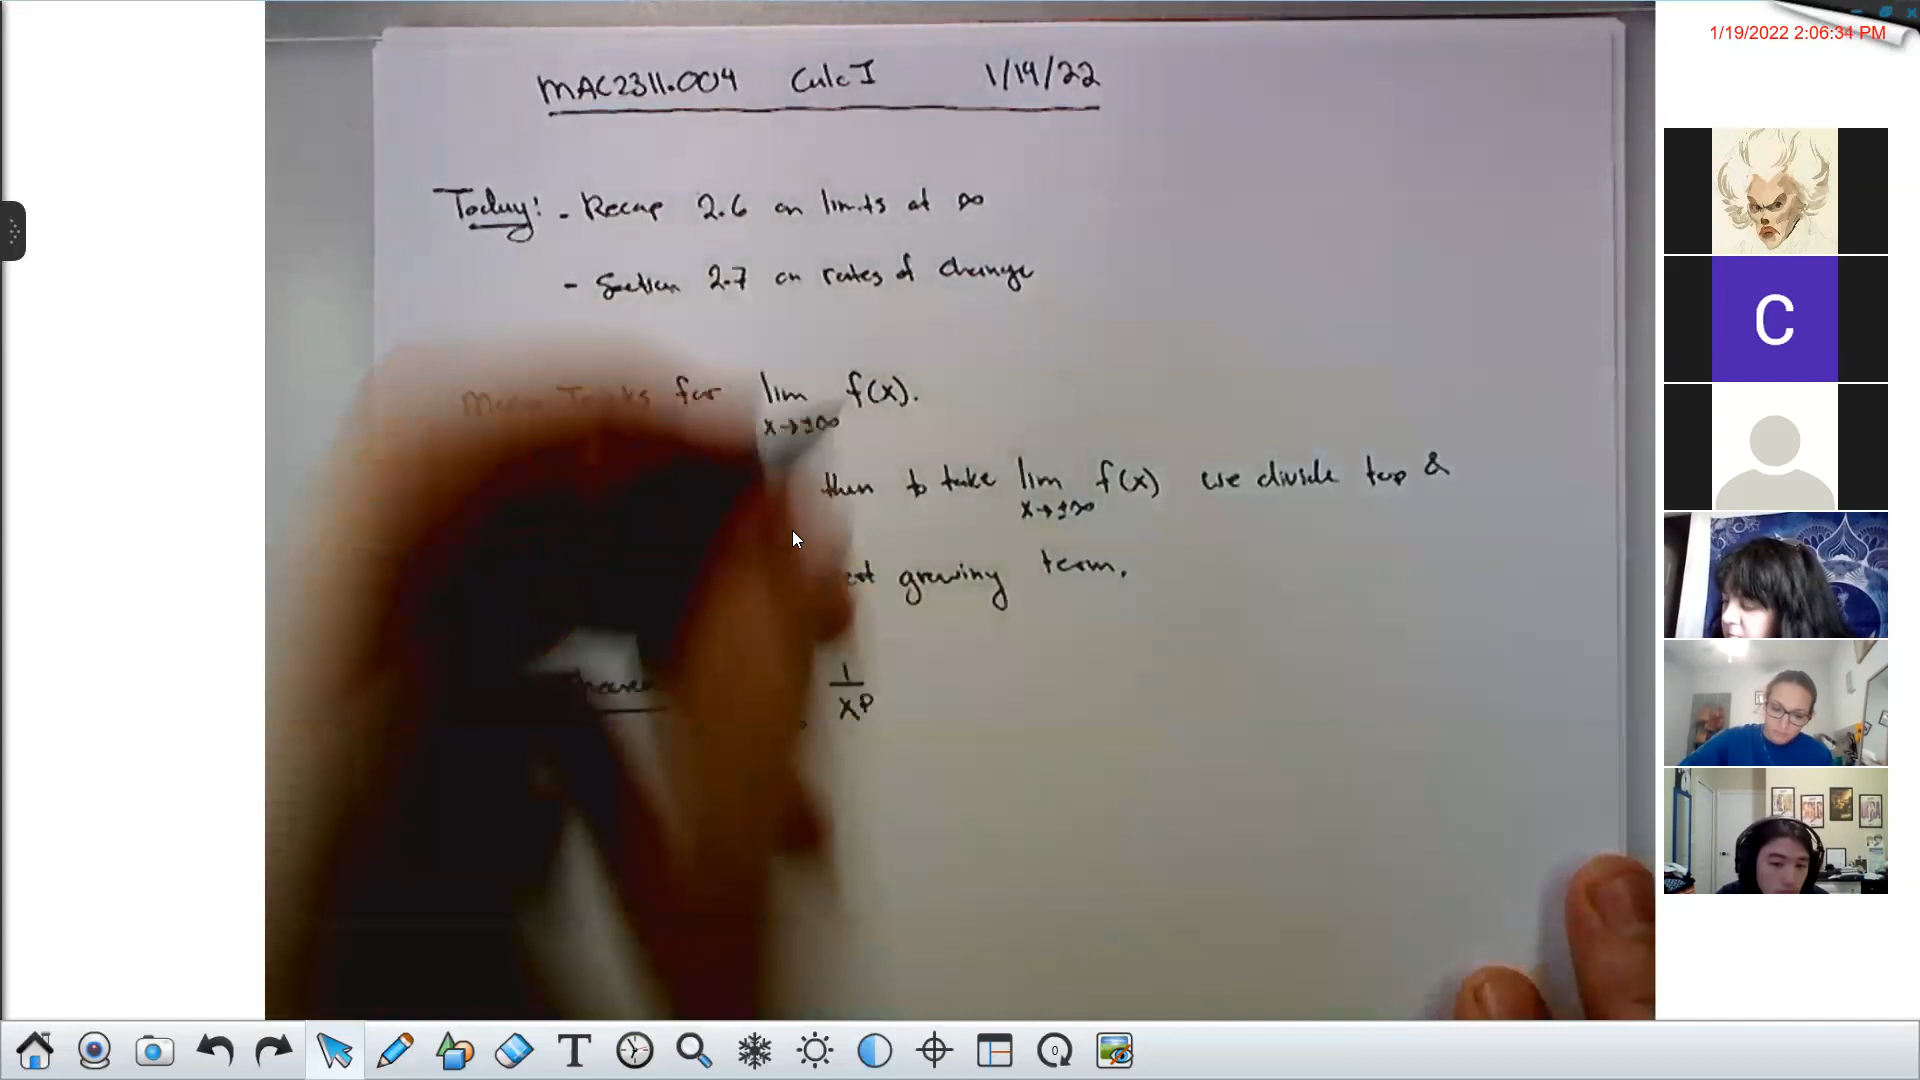 1/19/2022 2:06:34 PM
MAC2311.004 Calc I 1/19/22
Today: - Recap 2.6 on limits at ∞
- Section 2.7 on rates of change
for lim f(x).
x→±∞
then to take lim f(x) we divide top &
x→±∞
growing term.
1
x^p
C
T
0